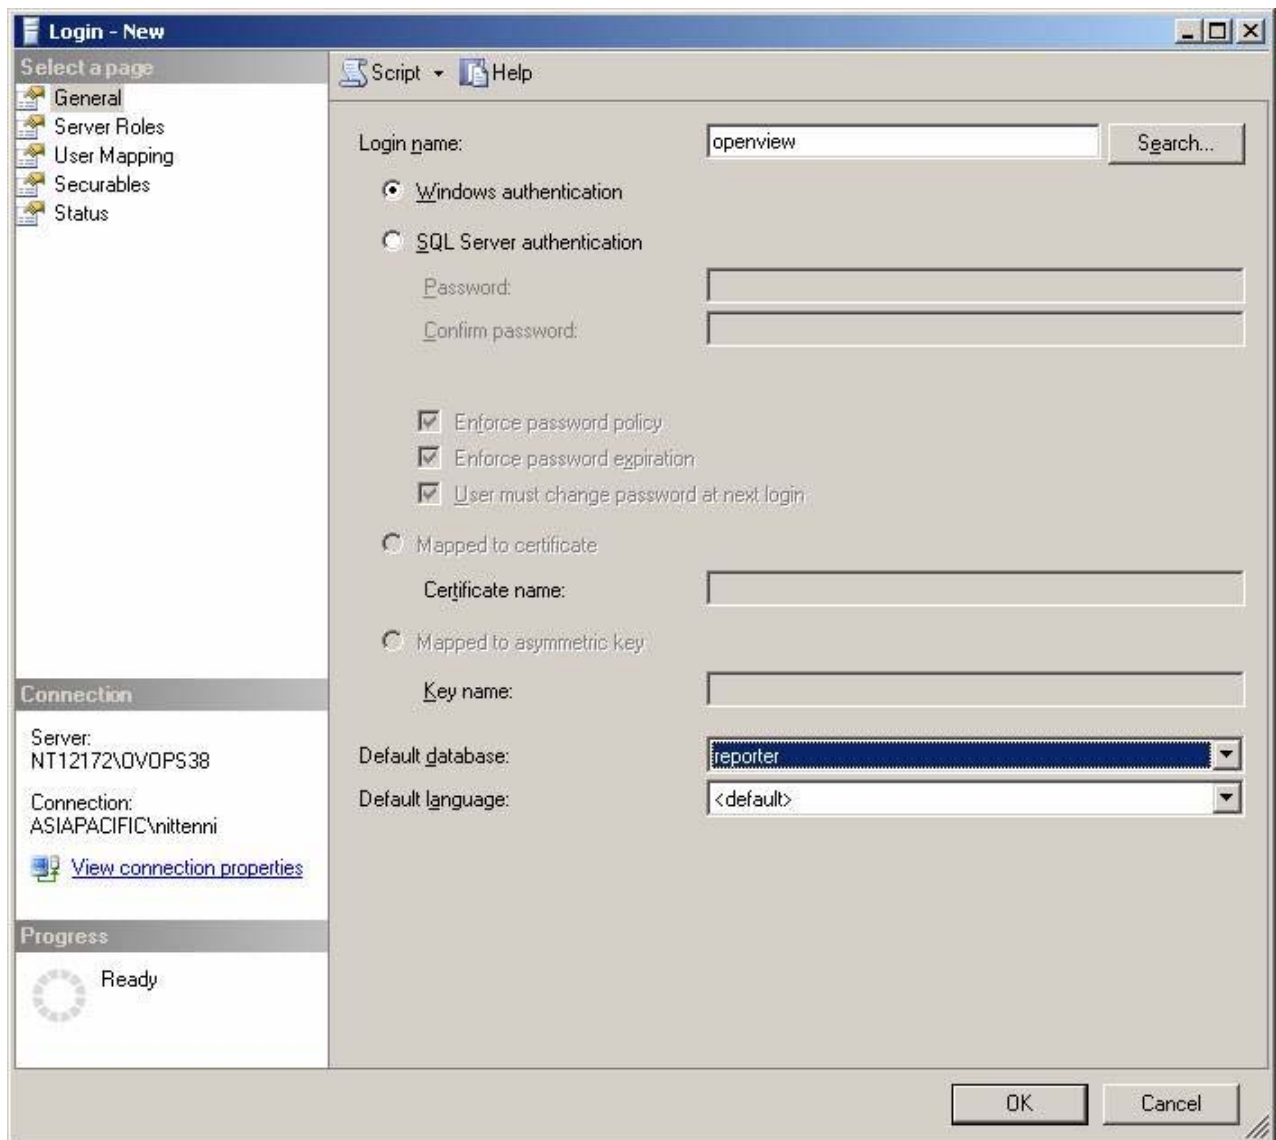 Login - New
Select a page
General
Server Roles
User Mapping
Securables
Status
Script
Help
Login name:
openview
Search...
Windows authentication
SQL Server authentication
Password:
Confirm password:
Enforce password policy
Enforce password expiration
User must change password at next login
Mapped to certificate
Certificate name:
Mapped to asymmetric key
Key name:
Default database:
reporter
Default language:
<default>
Connection
Server:
NT12172\OVOPS38
Connection:
ASIAPACIFIC\nittenni
View connection properties
Progress
Ready
OK
Cancel